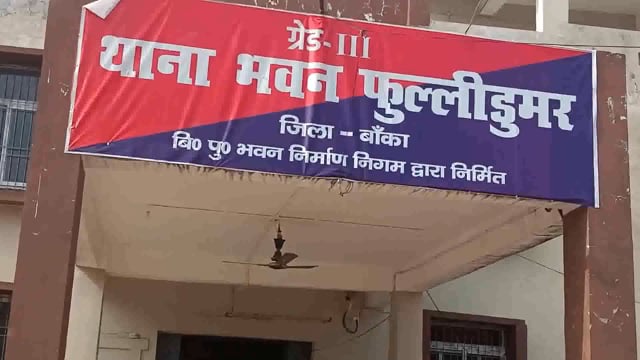 ग्रेड-III
थाना भवन फुल्लीडुमर
जिला -- बाँका
बि० पु० भवन निर्माण निगम द्वारा निर्मित